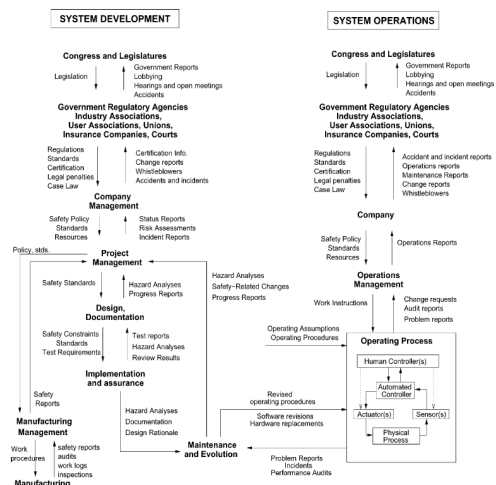 SYSTEM DEVELOPMENT
Congress and Legislatures
Legislation
Government Reports
Lobbying
Hearings and open meetings
Accidents
Government Regulatory Agencies
Industry Associations,
User Associations, Unions,
Insurance Companies, Courts
Regulations
Standards
Certification
Legal penalties
Case Law
Certification Info.
Change reports
Whistleblowers
Accidents and incidents
Company
Management
Safety Policy
Standards
Resources
Status Reports
Risk Assessments
Incident Reports
Policy, stds.
Project
Management
Safety Standards
Hazard Analyses
Progress Reports
Hazard Analyses
Safety-Related Changes
Progress Reports
Design,
Documentation
Safety Constraints
Standards
Test Requirements
Test reports
Hazard Analyses
Review Results
Implementation
and assurance
Safety
Reports
Hazard Analyses
Documentation
Design Rationale
Manufacturing
Management
Work
procedures
safety reports
audits
work logs
inspections
Manufacturing
Maintenance
and Evolution
SYSTEM OPERATIONS
Congress and Legislatures
Legislation
Government Reports
Lobbying
Hearings and open meetings
Accidents
Government Regulatory Agencies
Industry Associations,
User Associations, Unions,
Insurance Companies, Courts
Regulations
Standards
Certification
Legal penalties
Case Law
Accident and incident reports
Operations reports
Maintenance Reports
Change reports
Whistleblowers
Company
Safety Policy
Standards
Resources
Operations Reports
Operations
Management
Work Instructions
Change requests
Audit reports
Problem reports
Operating Assumptions
Operating Procedures
Operating Process
Human Controller(s)
Automated
Controller
Actuator(s)
Sensor(s)
Physical
Process
Revised
operating procedures
Software revisions
Hardware replacements
Problem Reports
Incidents
Performance Audits